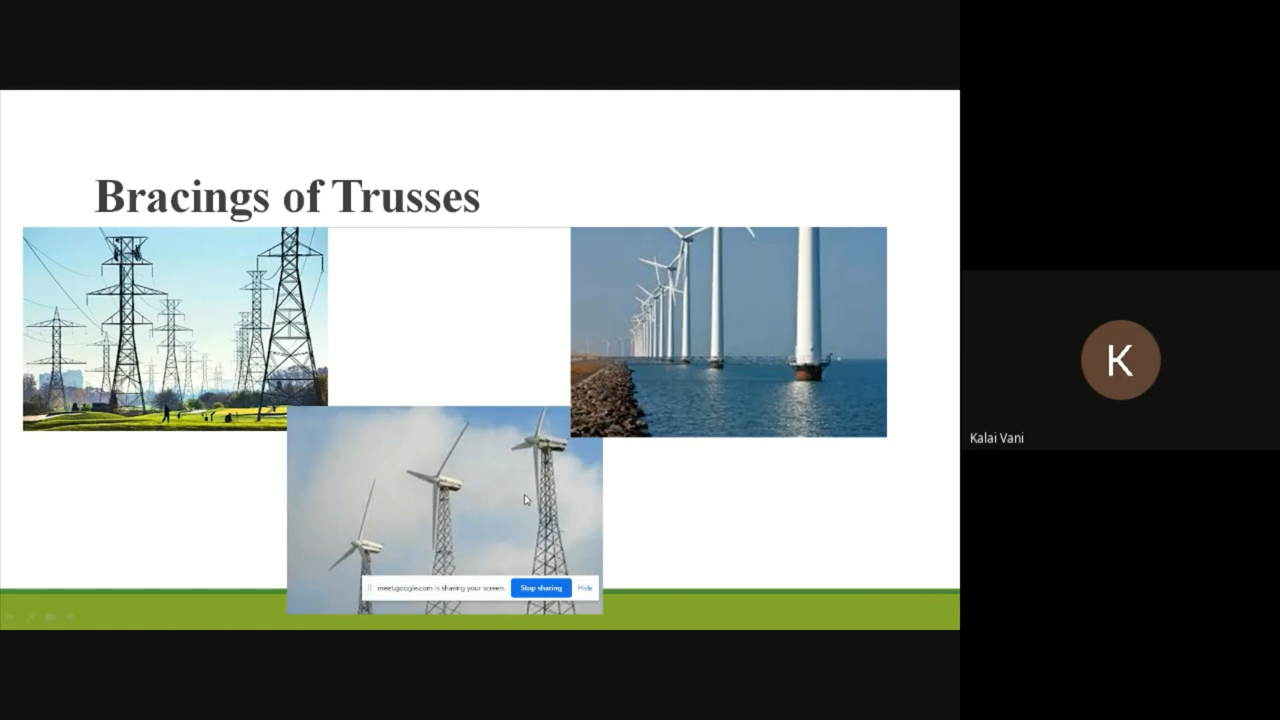 Bracings of Trusses
meet.google.com is sharing your screen.
Stop sharing
Hide
K
Kalai Vani